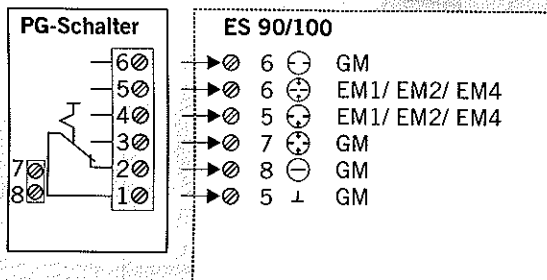 PG-Schalter
ES 90/100
6 6 GM
5 6 EM1/ EM2/ EM4
4 5 EM1/ EM2/ EM4
3 7 GM
7 2 8 GM
8 1 5 GM